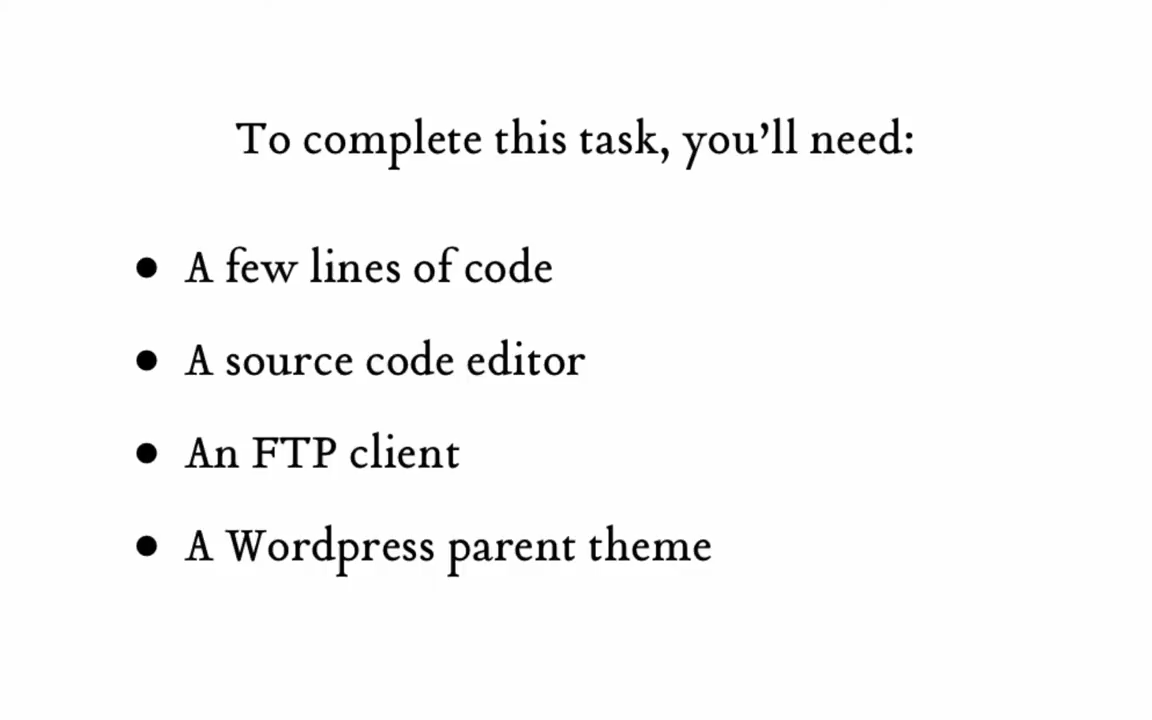 To complete this task, you’ll need:
• A few lines of code
• A source code editor
• An FTP client
• A Wordpress parent theme